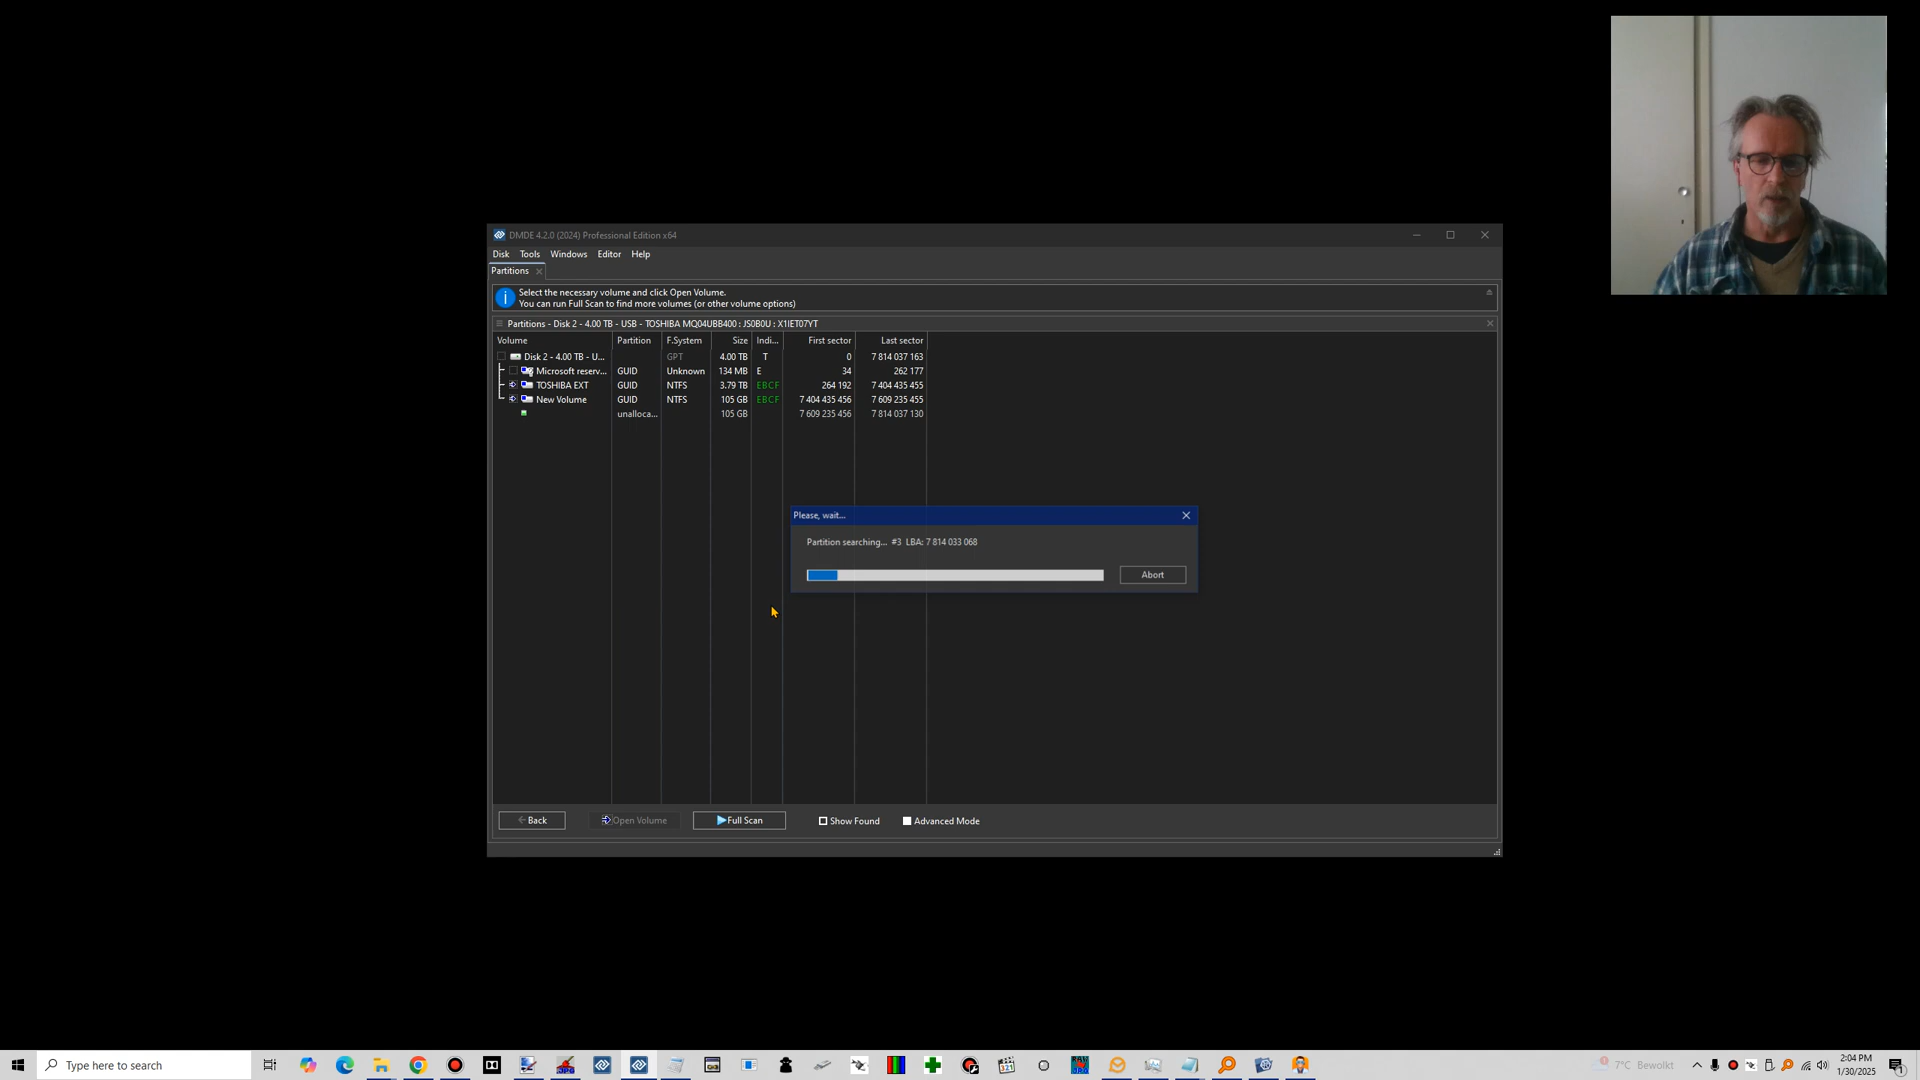 DMDE 4.2.0 (2024) Professional Edition x64
Disk Tools Windows Editor Help
Partitions
Select the necessary volume and click Open Volume.
You can run Full Scan to find more volumes (or other volume options)
Partitions - Disk 2 - 4.00 TB - USB - TOSHIBA MQ04UBB400 : JS0B0U : X1IET07YT
Volume Partition F.System Size Indi... First sector Last sector
Disk 2 - 4.00 TB - U... GPT 4.00 TB T 0 7 814 037 163
Microsoft reserv... GUID Unknown 134 MB E 34 262 177
TOSHIBA EXT GUID NTFS 3.79 TB EBCF 264 192 7 404 435 455
New Volume GUID NTFS 105 GB EBCF 7 404 435 456 7 609 235 455
unalloca... 105 GB 7 609 235 456 7 814 037 130
Please, wait...
Partition searching... #3 LBA: 7 814 033 068
Abort
Back Open Volume Full Scan Show Found Advanced Mode
Type here to search
321
7°C Bewolkt
2:04 PM
1/30/2025